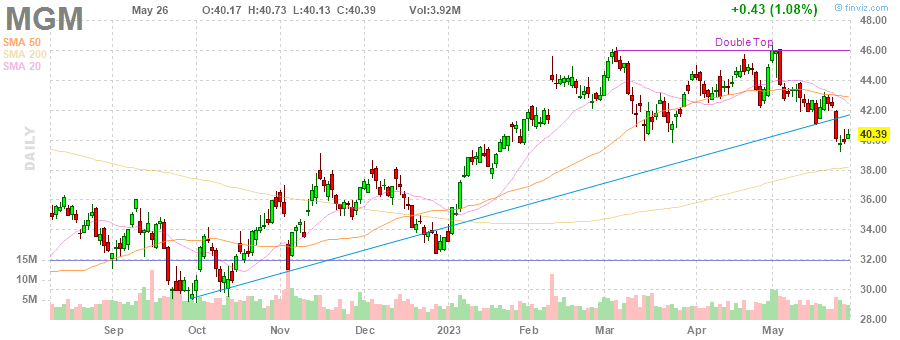 MGM May 26 O:40.17 H:40.73 L:40.13 C:40.39 Vol:3.92M +0.43 (1.08%) finviz.com
SMA 50
SMA 200
SMA 20
Double Top
48.00
46.00
44.00
42.00
40.39
40.00
38.00
36.00
34.00
32.00
30.00
28.00
DAILY
15M
10M
5M
Sep Oct Nov Dec 2023 Feb Mar Apr May